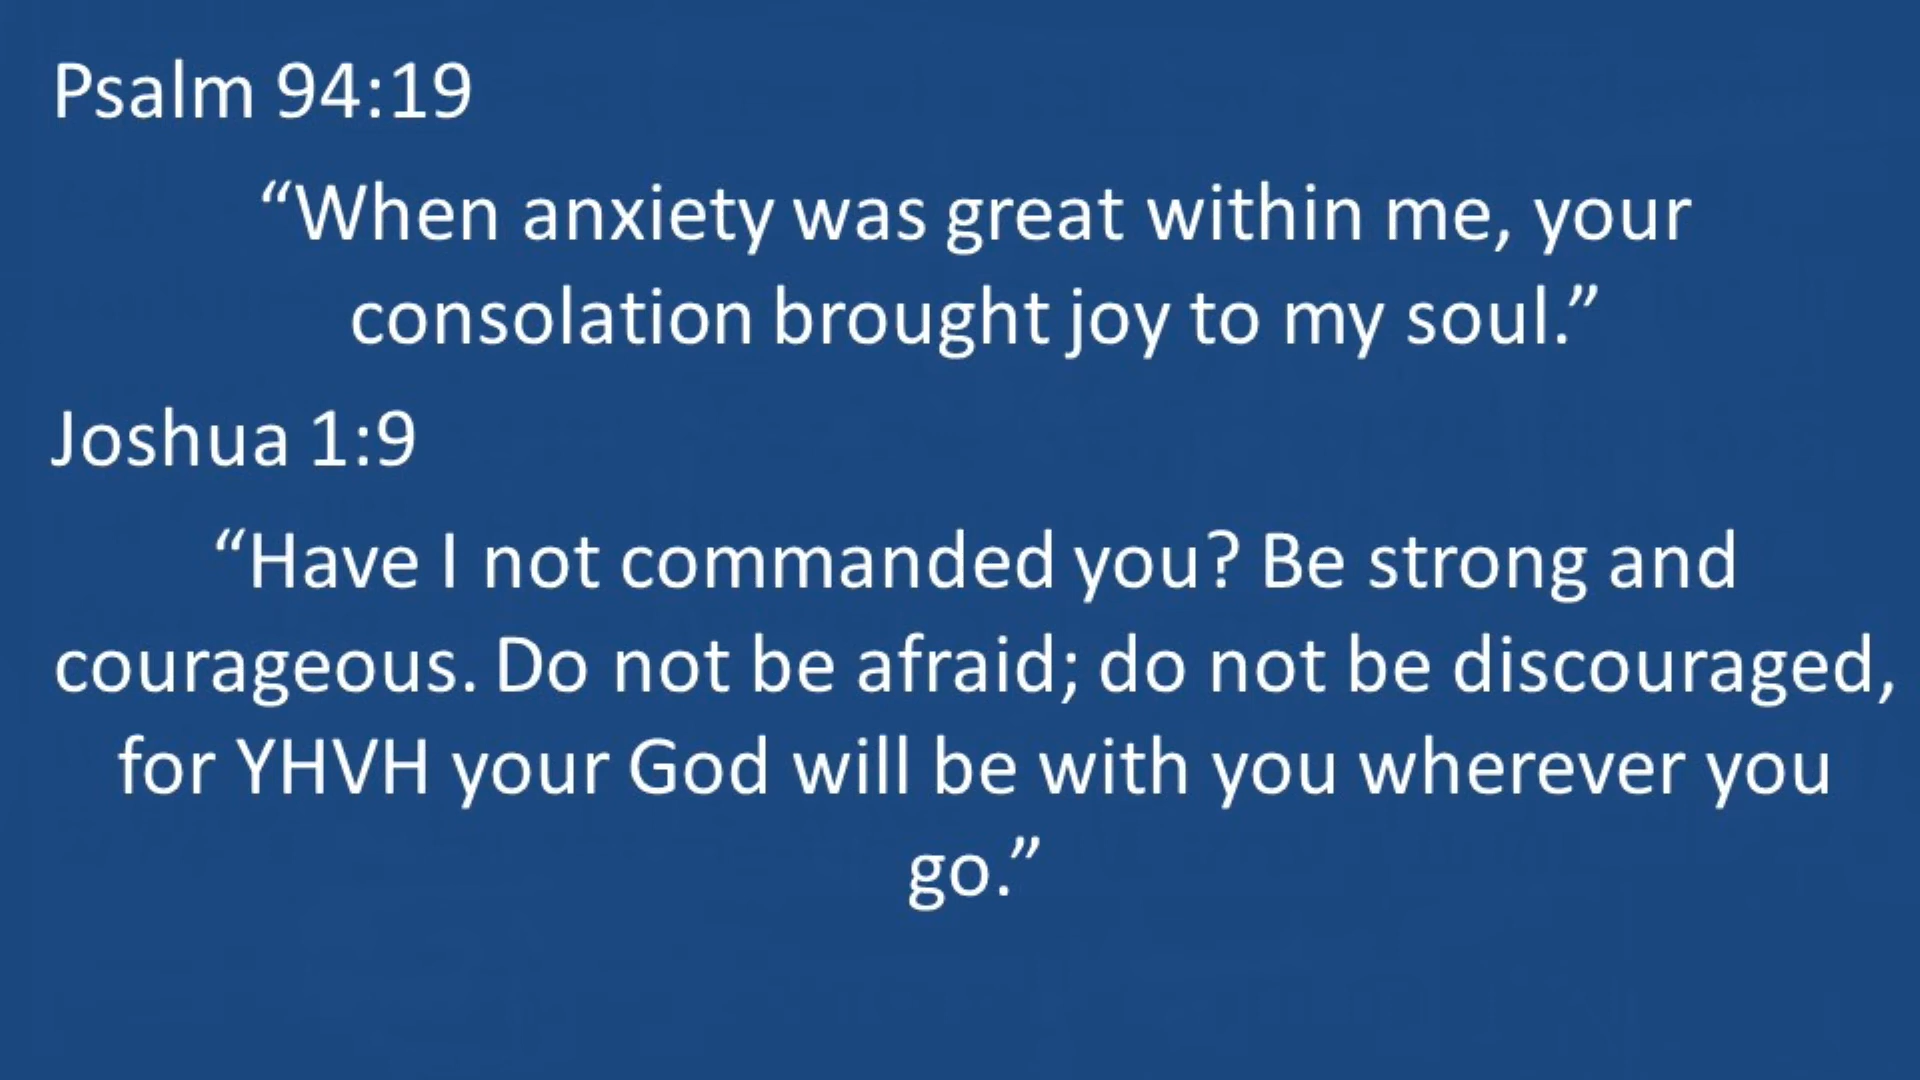 Psalm 94:19
“When anxiety was great within me, your
consolation brought joy to my soul.”
Joshua 1:9
“Have I not commanded you? Be strong and
courageous. Do not be afraid; do not be discouraged,
for YHVH your God will be with you wherever you
go.”